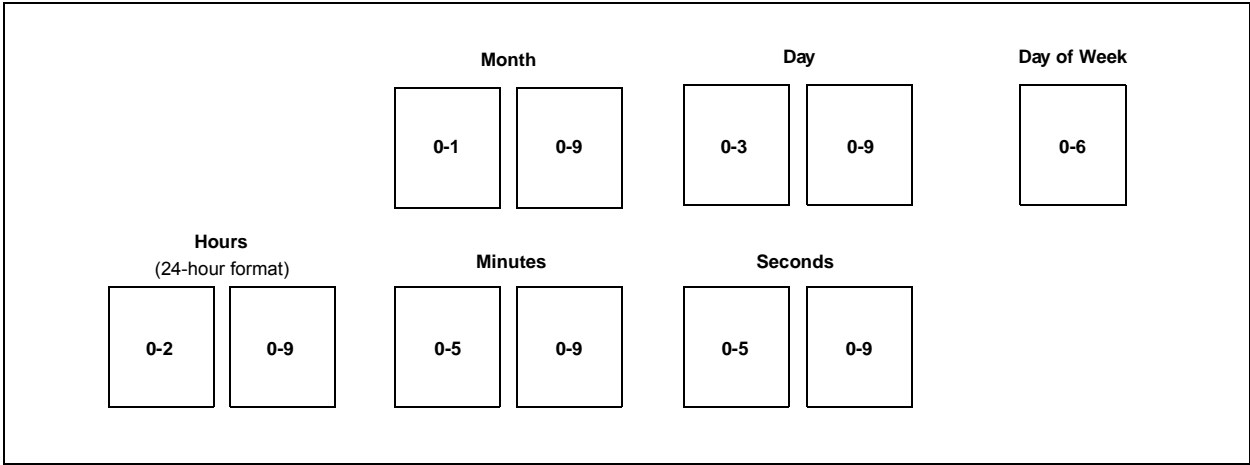 Month Day Day of Week
0-1 0-9 0-3 0-9 0-6
Hours
(24-hour format) Minutes Seconds
0-2 0-9 0-5 0-9 0-5 0-9